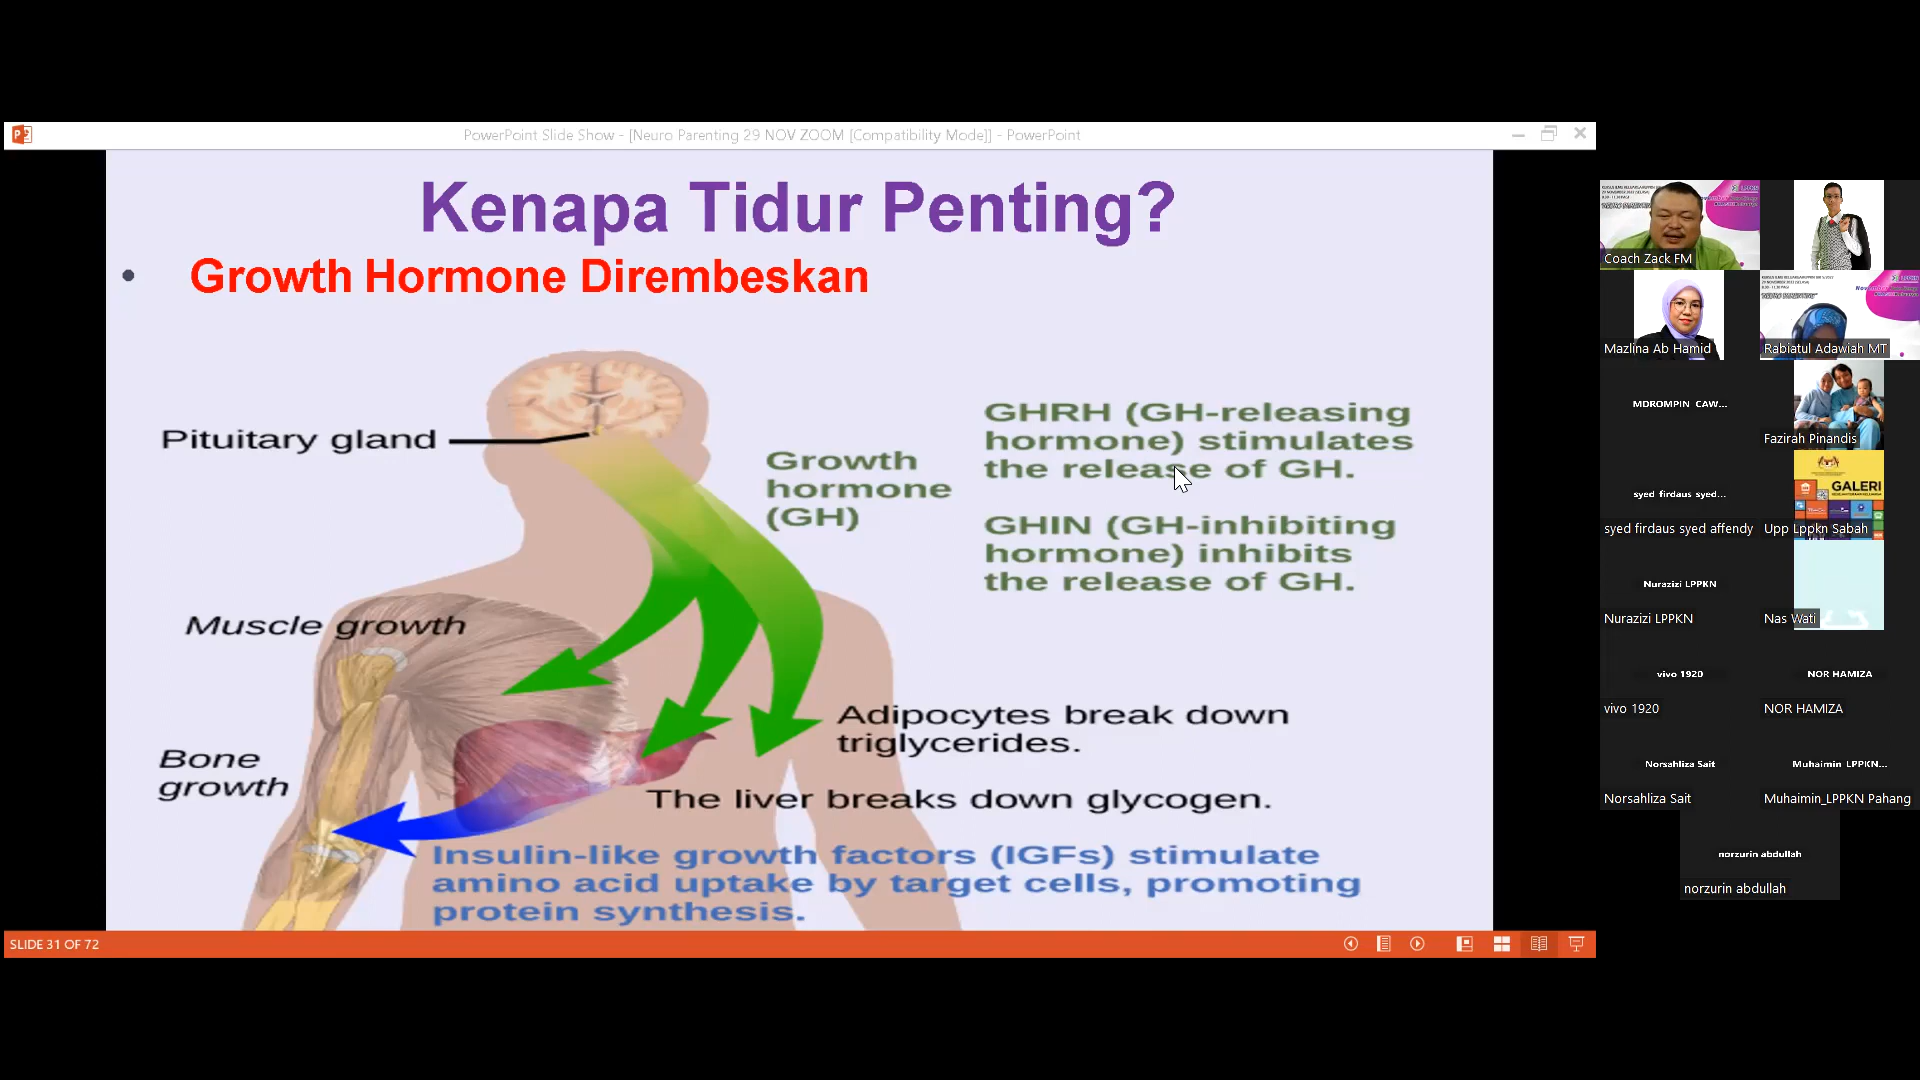 PowerPoint Slide Show - [Neuro Parenting 29 NOV ZOOM [Compatibility Mode]] - PowerPoint
Kenapa Tidur Penting?
• Growth Hormone Dirembeskan
Pituitary gland
Growth
hormone
(GH)
GHRH (GH-releasing
hormone) stimulates
the release of GH.
GHIN (GH-inhibiting
hormone) inhibits
the release of GH.
Muscle growth
Bone
growth
Adipocytes break down
triglycerides.
The liver breaks down glycogen.
Insulin-like growth factors (IGFs) stimulate
amino acid uptake by target cells, promoting
protein synthesis.
SLIDE 31 OF 72
Coach Zack FM
Mazlina Ab Hamid
Rabiatul Adawiah MT
MDROMPIN CAW...
Fazirah Pinandis
syed firdaus syed...
syed firdaus syed affendy
GALERI
Upp Lppkn Sabah
Nurazizi LPPKN
Nurazizi LPPKN
Nas Wati
vivo 1920
vivo 1920
NOR HAMIZA
NOR HAMIZA
Norsahliza Sait
Norsahliza Sait
Muhaimin LPPKN...
Muhaimin_LPPKN Pahang
norzurin abdullah
norzurin abdullah